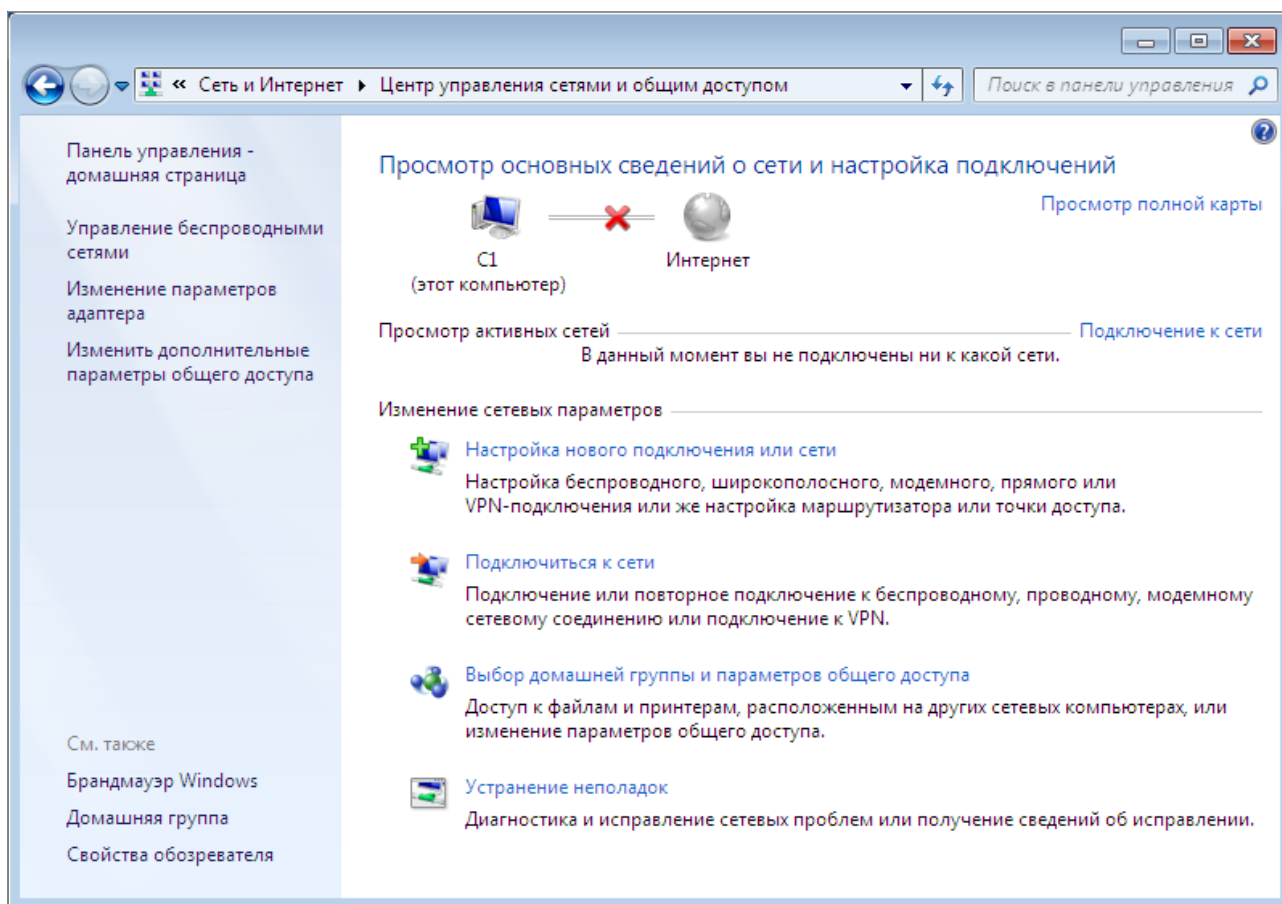 « Сеть и Интернет ▸ Центр управления сетями и общим доступом
Поиск в панели управления
Панель управления -
домашняя страница
Управление беспроводными
сетями
Изменение параметров
адаптера
Изменить дополнительные
параметры общего доступа
См. также
Брандмауэр Windows
Домашняя группа
Свойства обозревателя
Просмотр основных сведений о сети и настройка подключений
Просмотр полной карты
C1
(этот компьютер)
Интернет
Просмотр активных сетей
Подключение к сети
В данный момент вы не подключены ни к какой сети.
Изменение сетевых параметров
Настройка нового подключения или сети
Настройка беспроводного, широкополосного, модемного, прямого или
VPN-подключения или же настройка маршрутизатора или точки доступа.
Подключиться к сети
Подключение или повторное подключение к беспроводному, проводному, модемному
сетевому соединению или подключение к VPN.
Выбор домашней группы и параметров общего доступа
Доступ к файлам и принтерам, расположенным на других сетевых компьютерах, или
изменение параметров общего доступа.
Устранение неполадок
Диагностика и исправление сетевых проблем или получение сведений об исправлении.